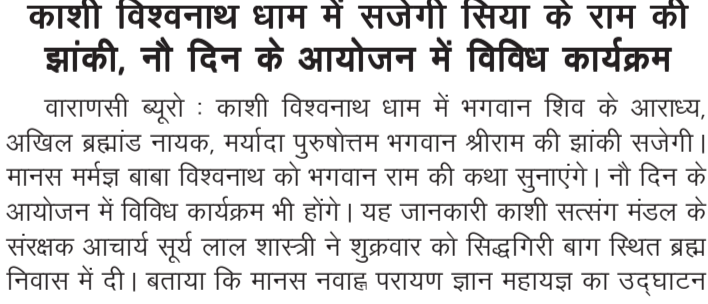 काशी विश्वनाथ धाम में सजेगी सिया के राम की
झांकी, नौ दिन के आयोजन में विविध कार्यक्रम
वाराणसी ब्यूरो : काशी विश्वनाथ धाम में भगवान शिव के आराध्य,
अखिल ब्रह्मांड नायक, मर्यादा पुरुषोत्तम भगवान श्रीराम की झांकी सजेगी।
मानस मर्मज्ञ बाबा विश्वनाथ को भगवान राम की कथा सुनाएंगे। नौ दिन के
आयोजन में विविध कार्यक्रम भी होंगे। यह जानकारी काशी सत्संग मंडल के
संरक्षक आचार्य सूर्य लाल शास्त्री ने शुक्रवार को सिद्धगिरी बाग स्थित ब्रह्म
निवास में दी। बताया कि मानस नवाह्न परायण ज्ञान महायज्ञ का उद्घाटन